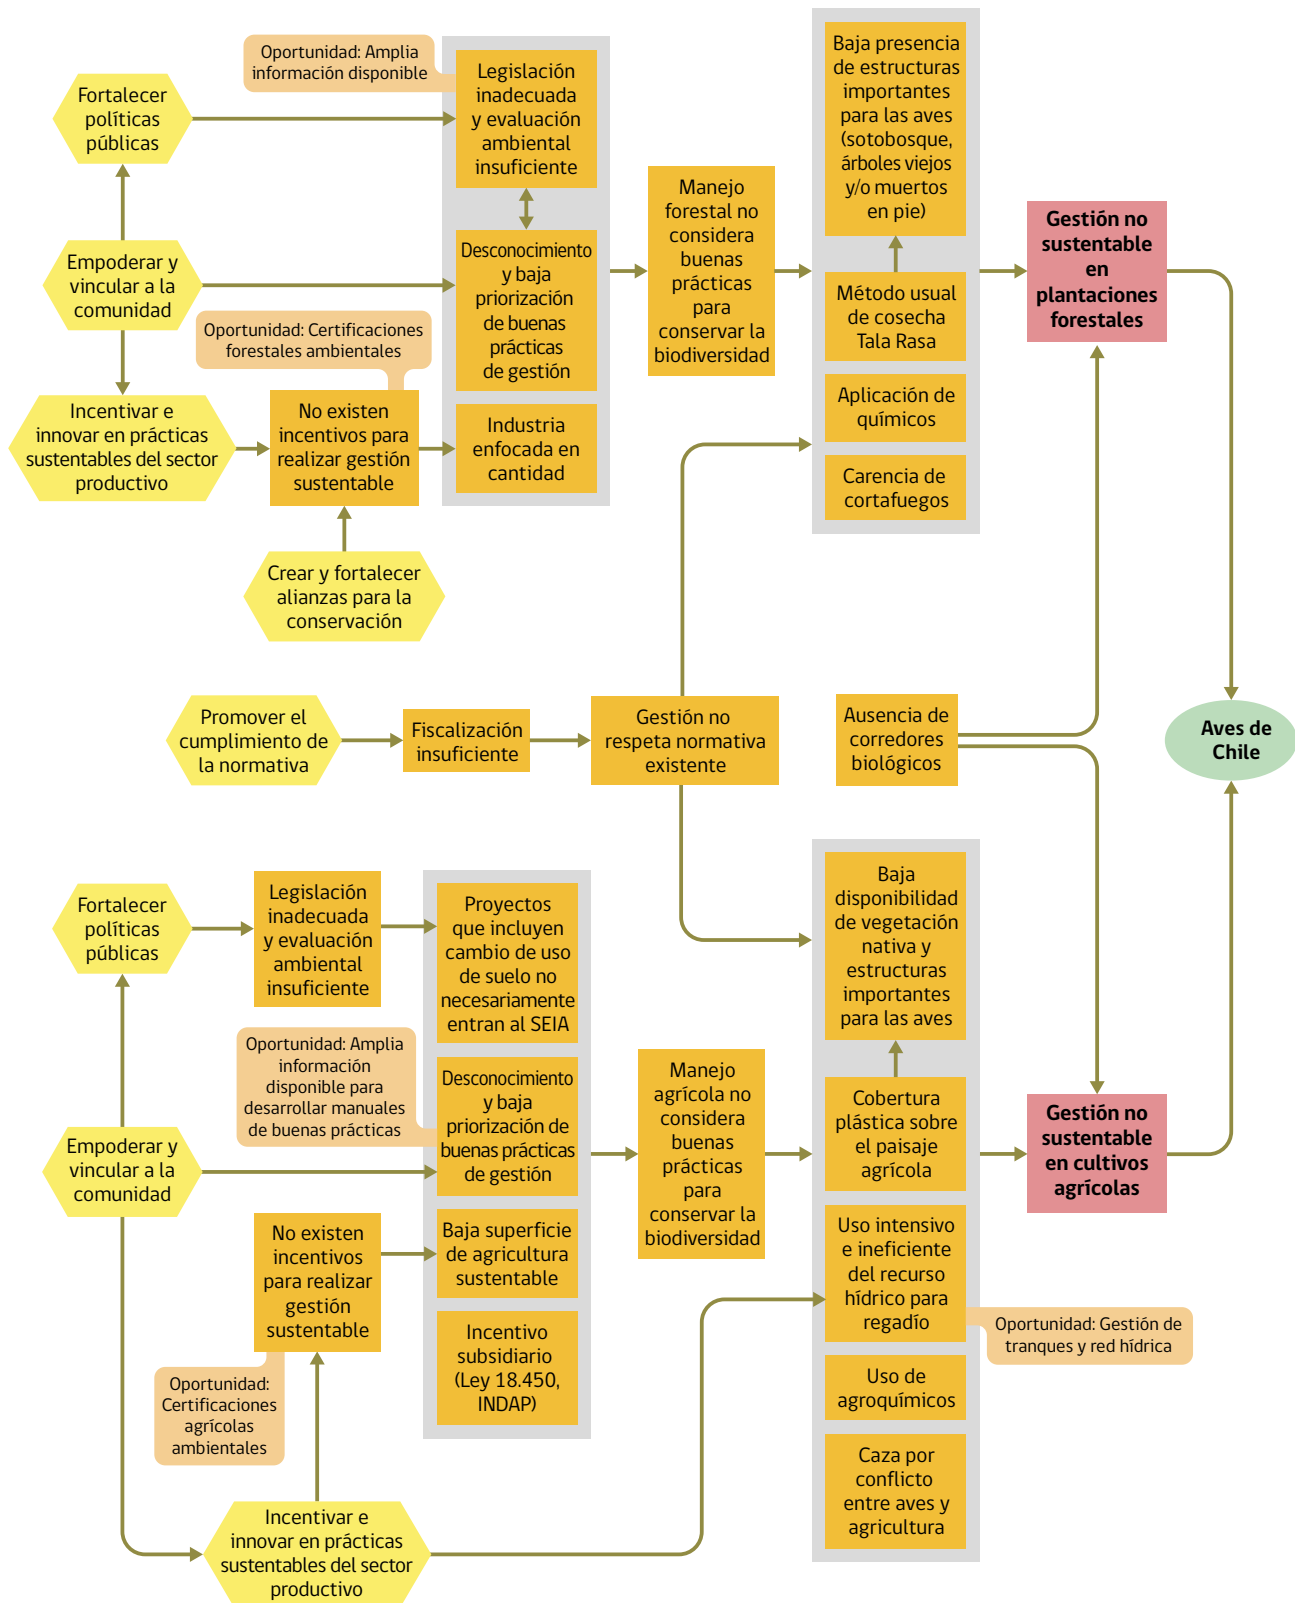 Oportunidad: Amplia
información disponible
Fortalecer
políticas
públicas
Legislación
inadecuada
y evaluación
ambiental
insuficiente
Baja presencia
de estructuras
importantes
para las aves
(sotobosque,
árboles viejos
y/o muertos
en pie)
Empoderar y
vincular a la
comunidad
Desconocimiento
y baja
priorización
de buenas
prácticas
de gestión
Manejo
forestal no
considera
buenas
prácticas
para
conservar la
biodiversidad
Método usual
de cosecha
Tala Rasa
Gestión no
sustentable
en
plantaciones
forestales
Oportunidad: Certificaciones
forestales ambientales
Incentivar e
innovar en prácticas
sustentables del sector
productivo
No existen
incentivos para
realizar gestión
sustentable
Industria
enfocada en
cantidad
Aplicación de
químicos
Carencia de
cortafuegos
Crear y fortalecer
alianzas para la
conservación
Promover el
cumplimiento de
la normativa
Fiscalización
insuficiente
Gestión no
respeta normativa
existente
Ausencia de
corredores
biológicos
Aves de
Chile
Fortalecer
políticas
públicas
Legislación
inadecuada
y evaluación
ambiental
insuficiente
Proyectos
que incluyen
cambio de uso
de suelo no
necesariamente
entran al SEIA
Baja
disponibilidad
de vegetación
nativa y
estructuras
importantes
para las aves
Oportunidad: Amplia
información
disponible para
desarrollar manuales
de buenas prácticas
Empoderar y
vincular a la
comunidad
Desconocimiento
y baja
priorización de
buenas prácticas
de gestión
Manejo
agrícola no
considera
buenas
prácticas
para
conservar la
biodiversidad
Cobertura
plástica sobre
el paisaje
agrícola
Gestión no
sustentable
en cultivos
agrícolas
No existen
incentivos
para realizar
gestión
sustentable
Baja superficie
de agricultura
sustentable
Uso intensivo
e ineficiente
del recurso
hídrico para
regadío
Oportunidad: Gestión de
tranques y red hídrica
Oportunidad:
Certificaciones
agrícolas
ambientales
Incentivo
subsidiario
(Ley 18.450,
INDAP)
Uso de
agroquímicos
Caza por
conflicto
entre aves y
agricultura
Incentivar e
innovar en prácticas
sustentables del sector
productivo